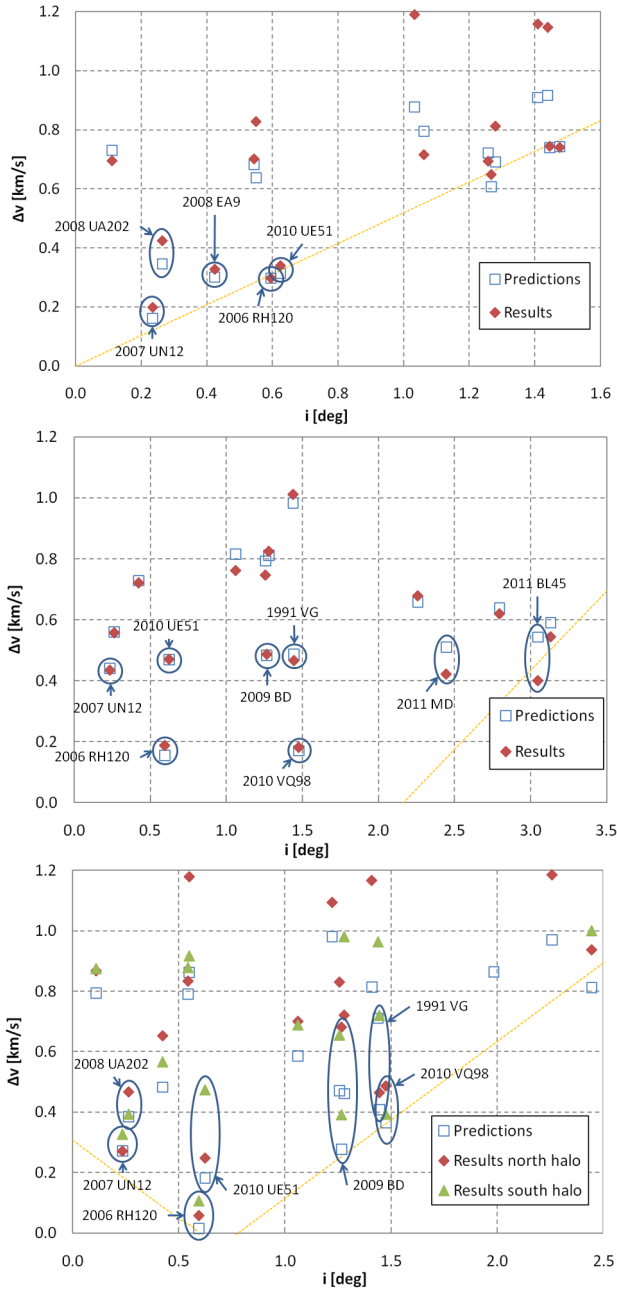 1.2
1.0
0.8
0.6
0.4
0.2
0.0
Δv [km/s]
2008 EA9
2008 UA202
2010 UE51
2006 RH120
2007 UN12
Predictions
Results
0.0 0.2 0.4 0.6 0.8 1.0 1.2 1.4 1.6
i [deg]
1.2
1.0
0.8
0.6
0.4
0.2
0.0
Δv [km/s]
2011 BL45
1991 VG
2010 UE51
2007 UN12
2009 BD
2011 MD
2006 RH120
2010 VQ98
Predictions
Results
0.0 0.5 1.0 1.5 2.0 2.5 3.0 3.5
i [deg]
1.2
1.0
0.8
0.6
0.4
0.2
0.0
Δv [km/s]
1991 VG
2008 UA202
2010 VQ98
2007 UN12
2010 UE51
2009 BD
2006 RH120
Predictions
Results north halo
Results south halo
0.0 0.5 1.0 1.5 2.0 2.5
i [deg]